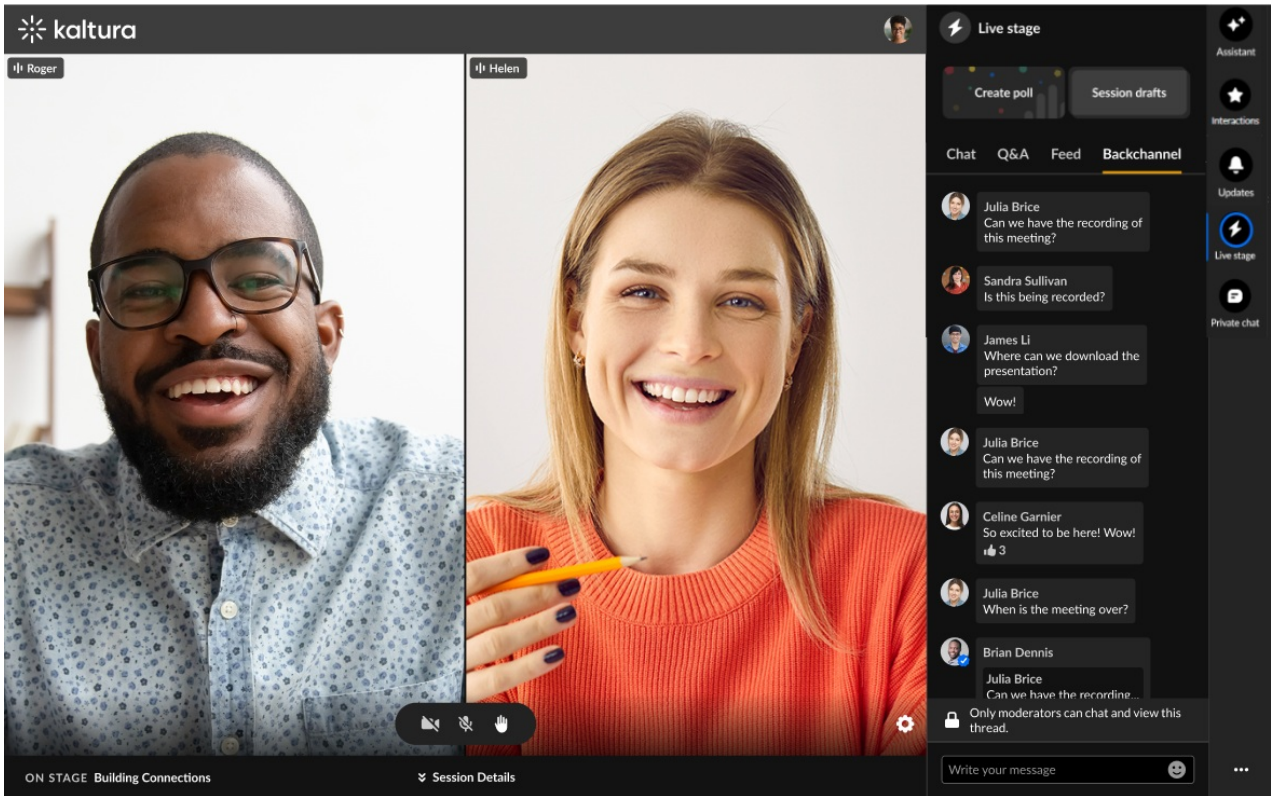 kaltura
Roger
Helen
ON STAGE Building Connections
Session Details
Live stage
Create poll
Session drafts
Chat
Q&A
Feed
Backchannel
Julia Brice
Can we have the recording of
this meeting?
Sandra Sullivan
Is this being recorded?
James Li
Where can we download the
presentation?
Wow!
Julia Brice
Can we have the recording of
this meeting?
Celine Garnier
So excited to be here! Wow!
3
Julia Brice
When is the meeting over?
Brian Dennis
Julia Brice
Can we have the recording...
Only moderators can chat and view this
thread.
Write your message
Assistant
Interactions
Updates
Live stage
Private chat